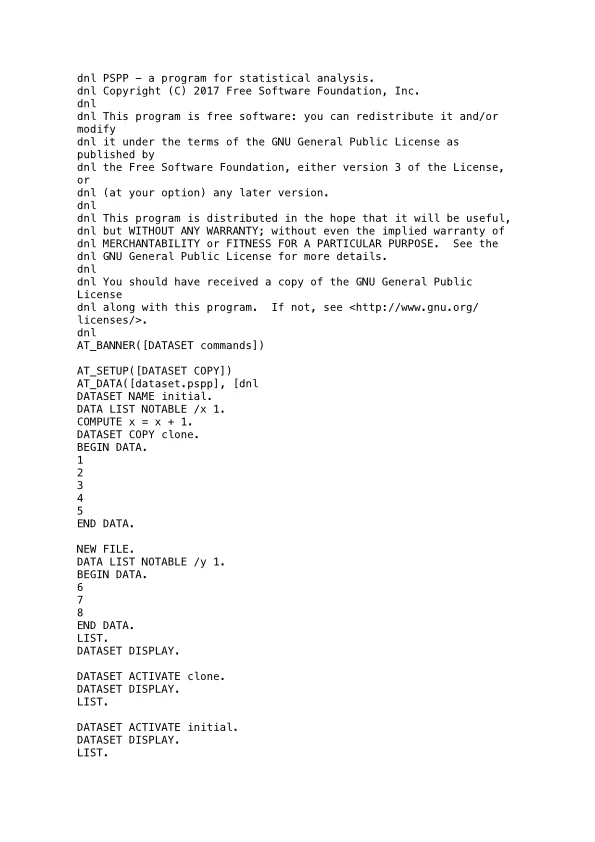 dnl PSPP - a program for statistical analysis.
dnl Copyright (C) 2017 Free Software Foundation, Inc.
dnl
dnl This program is free software: you can redistribute it and/or
modify
dnl it under the terms of the GNU General Public License as
published by
dnl the Free Software Foundation, either version 3 of the License,
or
dnl (at your option) any later version.
dnl
dnl This program is distributed in the hope that it will be useful,
dnl but WITHOUT ANY WARRANTY; without even the implied warranty of
dnl MERCHANTABILITY or FITNESS FOR A PARTICULAR PURPOSE.  See the
dnl GNU General Public License for more details.
dnl
dnl You should have received a copy of the GNU General Public
License
dnl along with this program.  If not, see <http://www.gnu.org/
licenses/>.
dnl
AT_BANNER([DATASET commands])

AT_SETUP([DATASET COPY])
AT_DATA([dataset.pspp], [dnl
DATASET NAME initial.
DATA LIST NOTABLE /x 1.
COMPUTE x = x + 1.
DATASET COPY clone.
BEGIN DATA.
1
2
3
4
5
END DATA.

NEW FILE.
DATA LIST NOTABLE /y 1.
BEGIN DATA.
6
7
8
END DATA.
LIST.
DATASET DISPLAY.

DATASET ACTIVATE clone.
DATASET DISPLAY.
LIST.

DATASET ACTIVATE initial.
DATASET DISPLAY.
LIST.